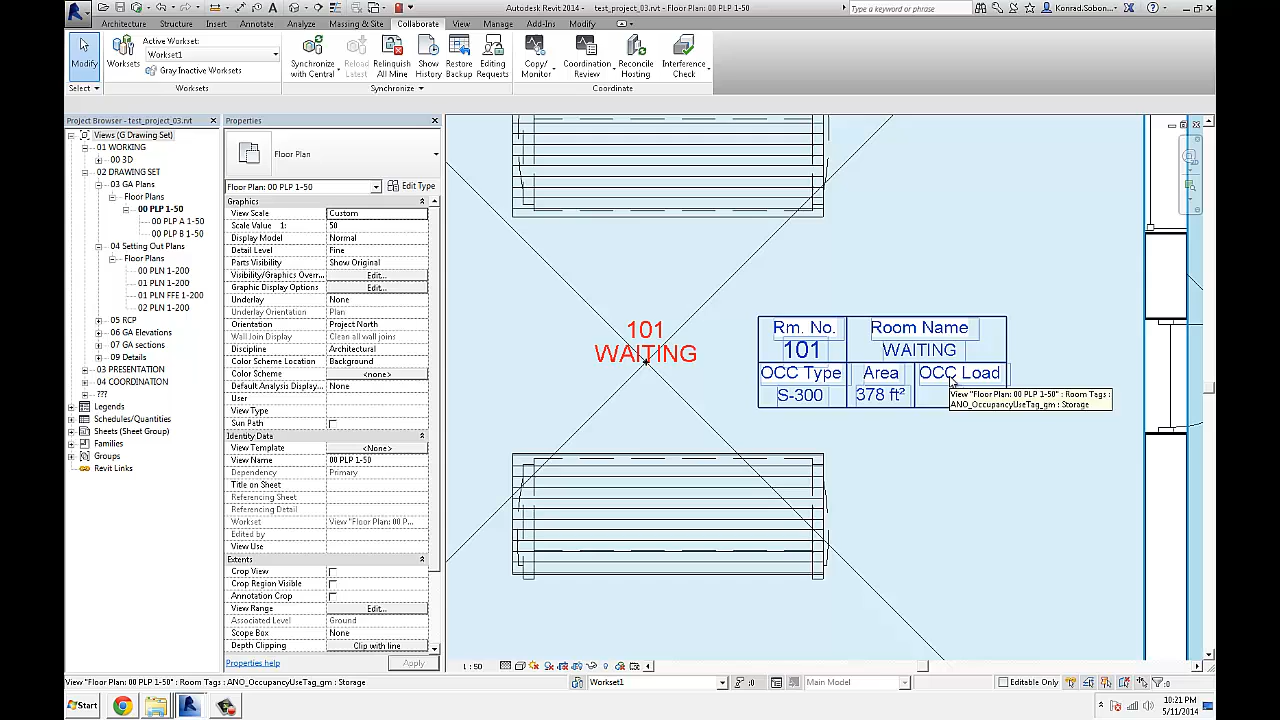 Autodesk Revit 2014 - test_project_03.rvt - Floor Plan: 00 PLP 1-50
Type a keyword or phrase
Konrad.Sobon...
Architecture Structure Insert Annotate Analyze Massing & Site Collaborate View Manage Add-Ins Modify
Modify
Select
Worksets
Active Workset:
Workset1
Gray Inactive Worksets
Worksets
Synchronize with Central
Reload Latest
Relinquish All Mine
Show History
Restore Backup
Editing Requests
Synchronize
Copy/ Monitor
Coordination Review
Reconcile Hosting
Interference Check
Coordinate
Project Browser - test_project_03.rvt
Views (G Drawing Set)
01 WORKING
00 3D
02 DRAWING SET
03 GA Plans
Floor Plans
00 PLP 1-50
00 PLP A 1-50
00 PLP B 1-50
04 Setting Out Plans
Floor Plans
00 PLN 1-200
01 PLN 1-200
01 PLN FFE 1-200
02 PLN 1-200
05 RCP
06 GA Elevations
07 GA sections
09 Details
03 PRESENTATION
04 COORDINATION
???
Legends
Schedules/Quantities
Sheets (Sheet Group)
Families
Groups
Revit Links
Properties
Floor Plan
Floor Plan: 00 PLP 1-50
Edit Type
Graphics
View Scale Custom
Scale Value 1: 50
Display Model Normal
Detail Level Fine
Parts Visibility Show Original
Visibility/Graphics Overr... Edit...
Graphic Display Options Edit...
Underlay None
Underlay Orientation Plan
Orientation Project North
Wall Join Display Clean all wall joins
Discipline Architectural
Color Scheme Location Background
Color Scheme <none>
Default Analysis Display... None
User
View Type
Sun Path
Identity Data
View Template <None>
View Name 00 PLP 1-50
Dependency Primary
Title on Sheet
Referencing Sheet
Referencing Detail
Workset View "Floor Plan: 00 P...
Edited by
View Use
Extents
Crop View
Crop Region Visible
Annotation Crop
View Range Edit...
Associated Level Ground
Scope Box None
Depth Clipping Clip with line
Properties help
Apply
101
WAITING
Rm. No. Room Name
101 WAITING
OCC Type Area OCC Load
S-300 378 ft²
View "Floor Plan: 00 PLP 1-50" : Room Tags :
ANO_OccupancyUseTag_gm : Storage
1 : 50
View "Floor Plan: 00 PLP 1-50" : Room Tags : ANO_OccupancyUseTag_gm : Storage
Workset1
:0
Main Model
Editable Only
:0
Start
10:21 PM
5/11/2014